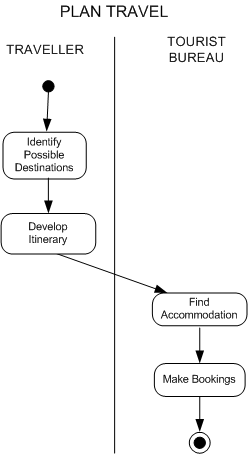 PLAN TRAVEL
TRAVELLER
TOURIST
BUREAU
Identify
Possible
Destinations
Develop
Itinerary
Find
Accommodation
Make Bookings